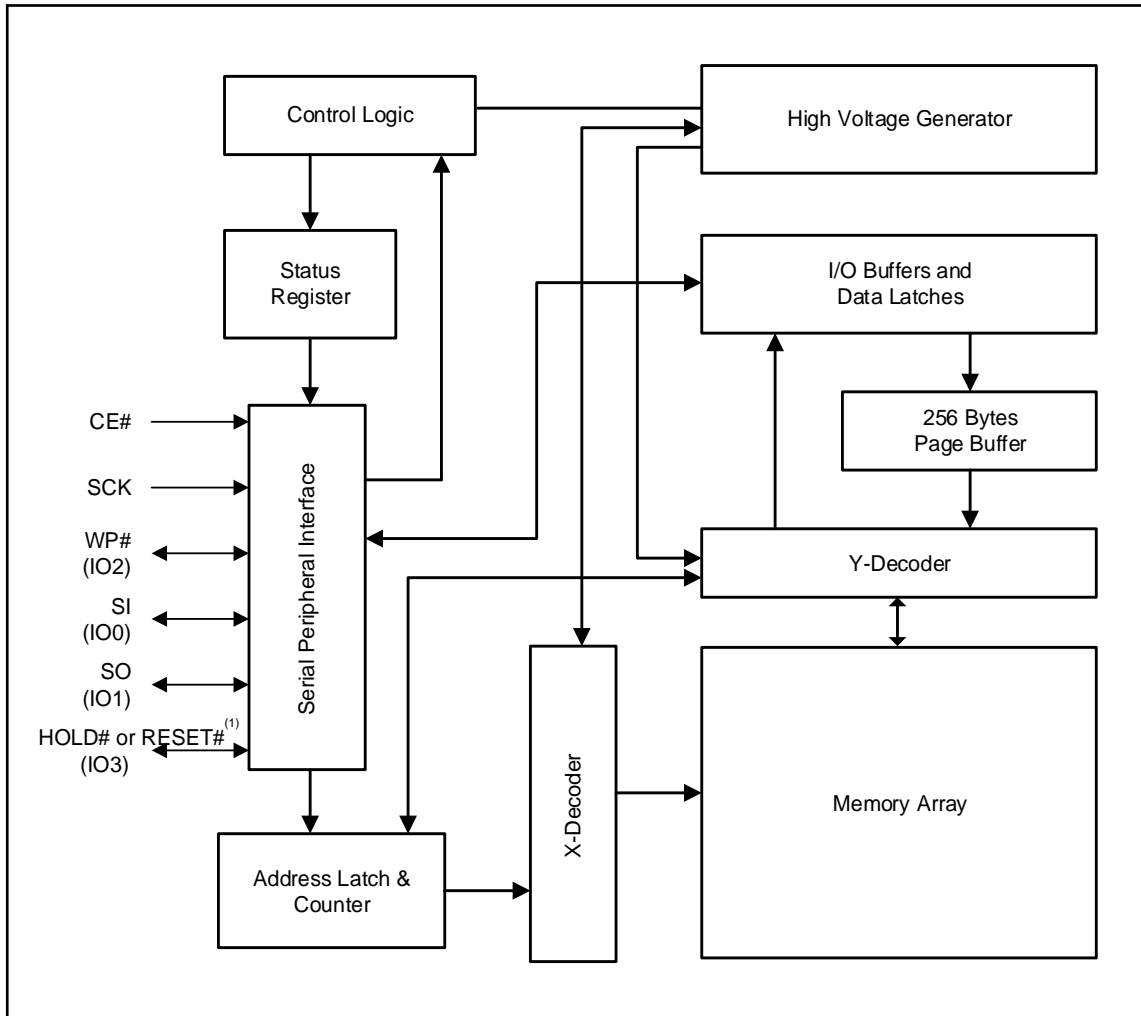 Control Logic
High Voltage Generator
Status
Register
I/O Buffers and
Data Latches
256 Bytes
Page Buffer
CE#
SCK
WP#
(IO2)
SI
(IO0)
SO
(IO1)
HOLD# or RESET#(1)
(IO3)
Serial Peripheral Interface
Y-Decoder
X-Decoder
Memory Array
Address Latch &
Counter